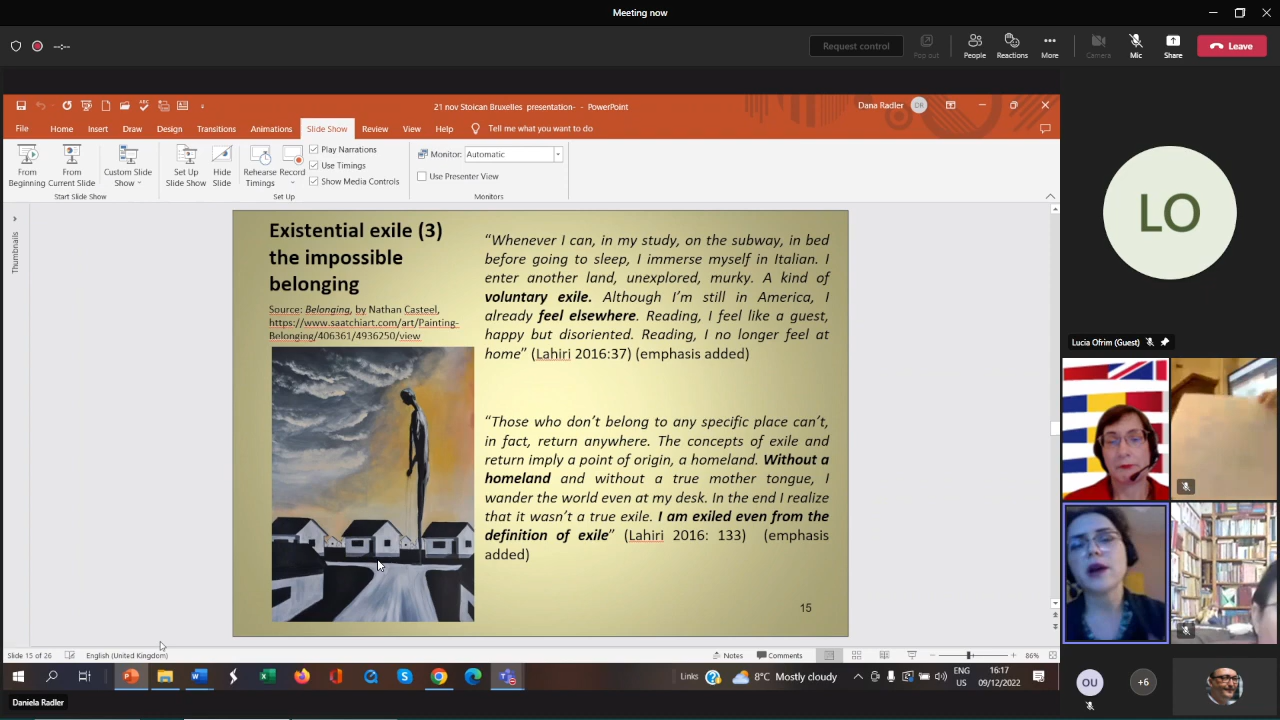 Meeting now
--:--
Request control
Pop out
People
Reactions
More
Camera
Mic
Share
Leave
21 nov Stoican Bruxelles presentation- - PowerPoint
Dana Radler
DR
File
Home
Insert
Draw
Design
Transitions
Animations
Slide Show
Review
View
Help
Tell me what you want to do
From
Beginning
From
Current Slide
Custom Slide
Show
Start Slide Show
Set Up
Slide Show
Hide
Slide
Rehearse
Timings
Record
Play Narrations
Use Timings
Show Media Controls
Set Up
Monitor:
Automatic
Use Presenter View
Monitors
Thumbnails
Existential exile (3)
the impossible
belonging
Source: Belonging, by Nathan Casteel,
https://www.saatchiart.com/art/Painting-
Belonging/406361/4936250/view
“Whenever I can, in my study, on the subway, in bed
before going to sleep, I immerse myself in Italian. I
enter another land, unexplored, murky. A kind of
voluntary exile. Although I’m still in America, I
already feel elsewhere. Reading, I feel like a guest,
happy but disoriented. Reading, I no longer feel at
home” (Lahiri 2016:37) (emphasis added)
“Those who don’t belong to any specific place can’t,
in fact, return anywhere. The concepts of exile and
return imply a point of origin, a homeland. Without a
homeland and without a true mother tongue, I
wander the world even at my desk. In the end I realize
that it wasn’t a true exile. I am exiled even from the
definition of exile” (Lahiri 2016: 133) (emphasis
added)
15
LO
Lucia Ofrim (Guest)
OU
+6
Slide 15 of 26
English (United Kingdom)
Notes
Comments
86%
Links
8°C Mostly cloudy
ENG
US
16:17
09/12/2022
Daniela Radler